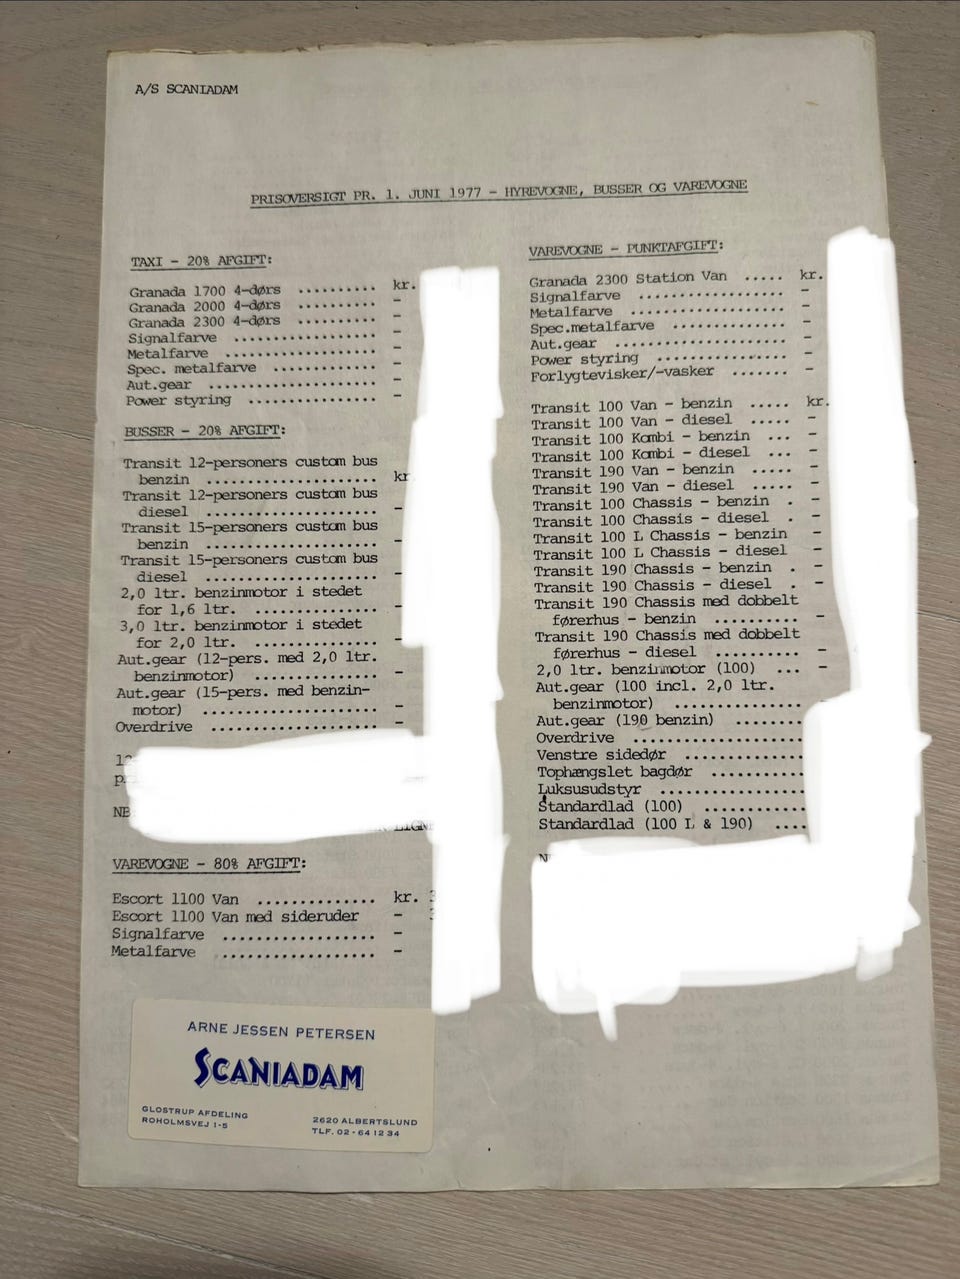 A/S SCANIADAM
PRISOVERSIGT PR. 1. JUNI 1977 - HYREVOGNE, BUSSER OG VAREVOGNE
TAXI - 20% AFGIFT:
Granada 1700 4-dørs .......... kr.
Granada 2000 4-dørs .......... -
Granada 2300 4-dørs .......... -
Signalfarve .................. -
Metalfarve ................... -
Spec. metalfarve ............. -
Aut.gear ..................... -
Power styring ................ -
BUSSER - 20% AFGIFT:
Transit 12-personers custom bus
benzin ...................... kr
Transit 12-personers custom bus
diesel ...................... -
Transit 15-personers custom bus
benzin ......................
Transit 15-personers custom bus
diesel ...................... -
2,0 ltr. benzinmotor i stedet
for 1,6 ltr. ................ -
3,0 ltr. benzinmotor i stedet
for 2,0 ltr. ................ -
Aut.gear (12-pers. med 2,0 ltr.
benzinmotor) ................ -
Aut.gear (15-pers. med benzin-
motor) ...................... -
Overdrive .................... -
NB
VAREVOGNE - 80% AFGIFT:
Escort 1100 Van .............. kr. 3
Escort 1100 Van med sideruder - 3
Signalfarve .................. -
Metalfarve ................... -
VAREVOGNE - PUNKTAFGIFT:
Granada 2300 Station Van ..... kr.
Signalfarve .................. -
Metalfarve ................... -
Spec.metalfarve .............. -
Aut.gear ..................... -
Power styring ................ -
Forlygtevisker/-vasker ....... -
Transit 100 Van - benzin ..... kr.
Transit 100 Van - diesel ..... -
Transit 100 Kombi - benzin ... -
Transit 100 Kombi - diesel ... -
Transit 190 Van - benzin ..... -
Transit 190 Van - diesel ..... -
Transit 100 Chassis - benzin . -
Transit 100 Chassis - diesel . -
Transit 100 L Chassis - benzin -
Transit 100 L Chassis - diesel -
Transit 190 Chassis - benzin . -
Transit 190 Chassis - diesel . -
Transit 190 Chassis med dobbelt
førerhus - benzin .......... -
Transit 190 Chassis med dobbelt
førerhus - diesel .......... -
2,0 ltr. benzinmotor (100) ... -
Aut.gear (100 incl. 2,0 ltr.
benzinmotor) ...............
Aut.gear (190 benzin) ........
Overdrive ....................
Venstre sidedør ..............
Tophængslet bagdør ...........
Luksusudstyr .................
Standardlad (100) ............
Standardlad (100 L & 190) ....
ARNE JESSEN PETERSEN
SCANIADAM
GLOSTRUP AFDELING
ROHOLMSVEJ 1-5
2620 ALBERTSLUND
TLF. 02 - 64 12 34